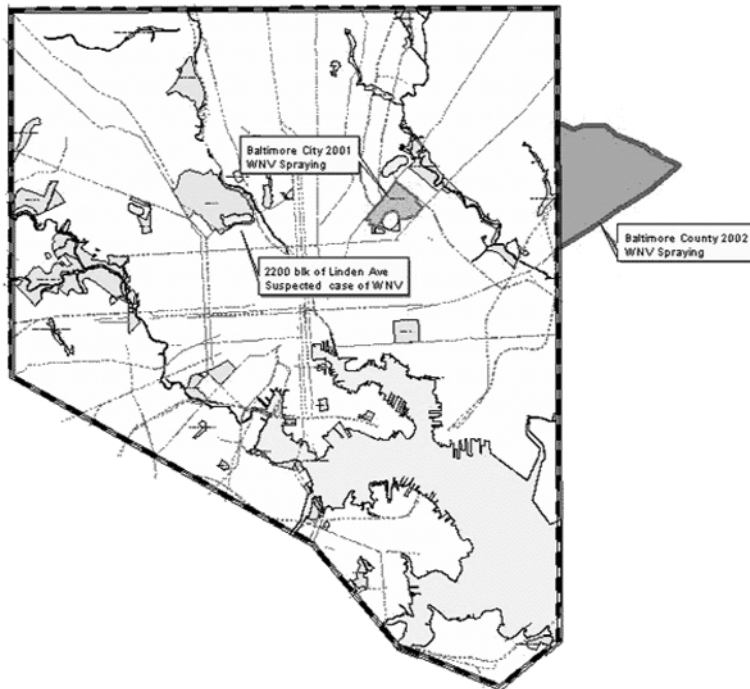 Baltimore City 2001
WNV Spraying
Baltimore County 2002
WNV Spraying
2200 blk of Linden Ave
Suspected case of WNV